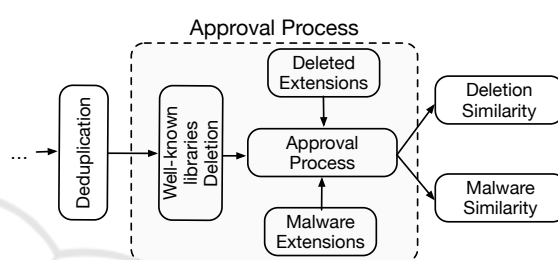 Approval Process
Deleted
Extensions
Deletion
Similarity
...
Deduplication
Well-known
libraries
Deletion
Approval
Process
Malware
Similarity
Malware
Extensions